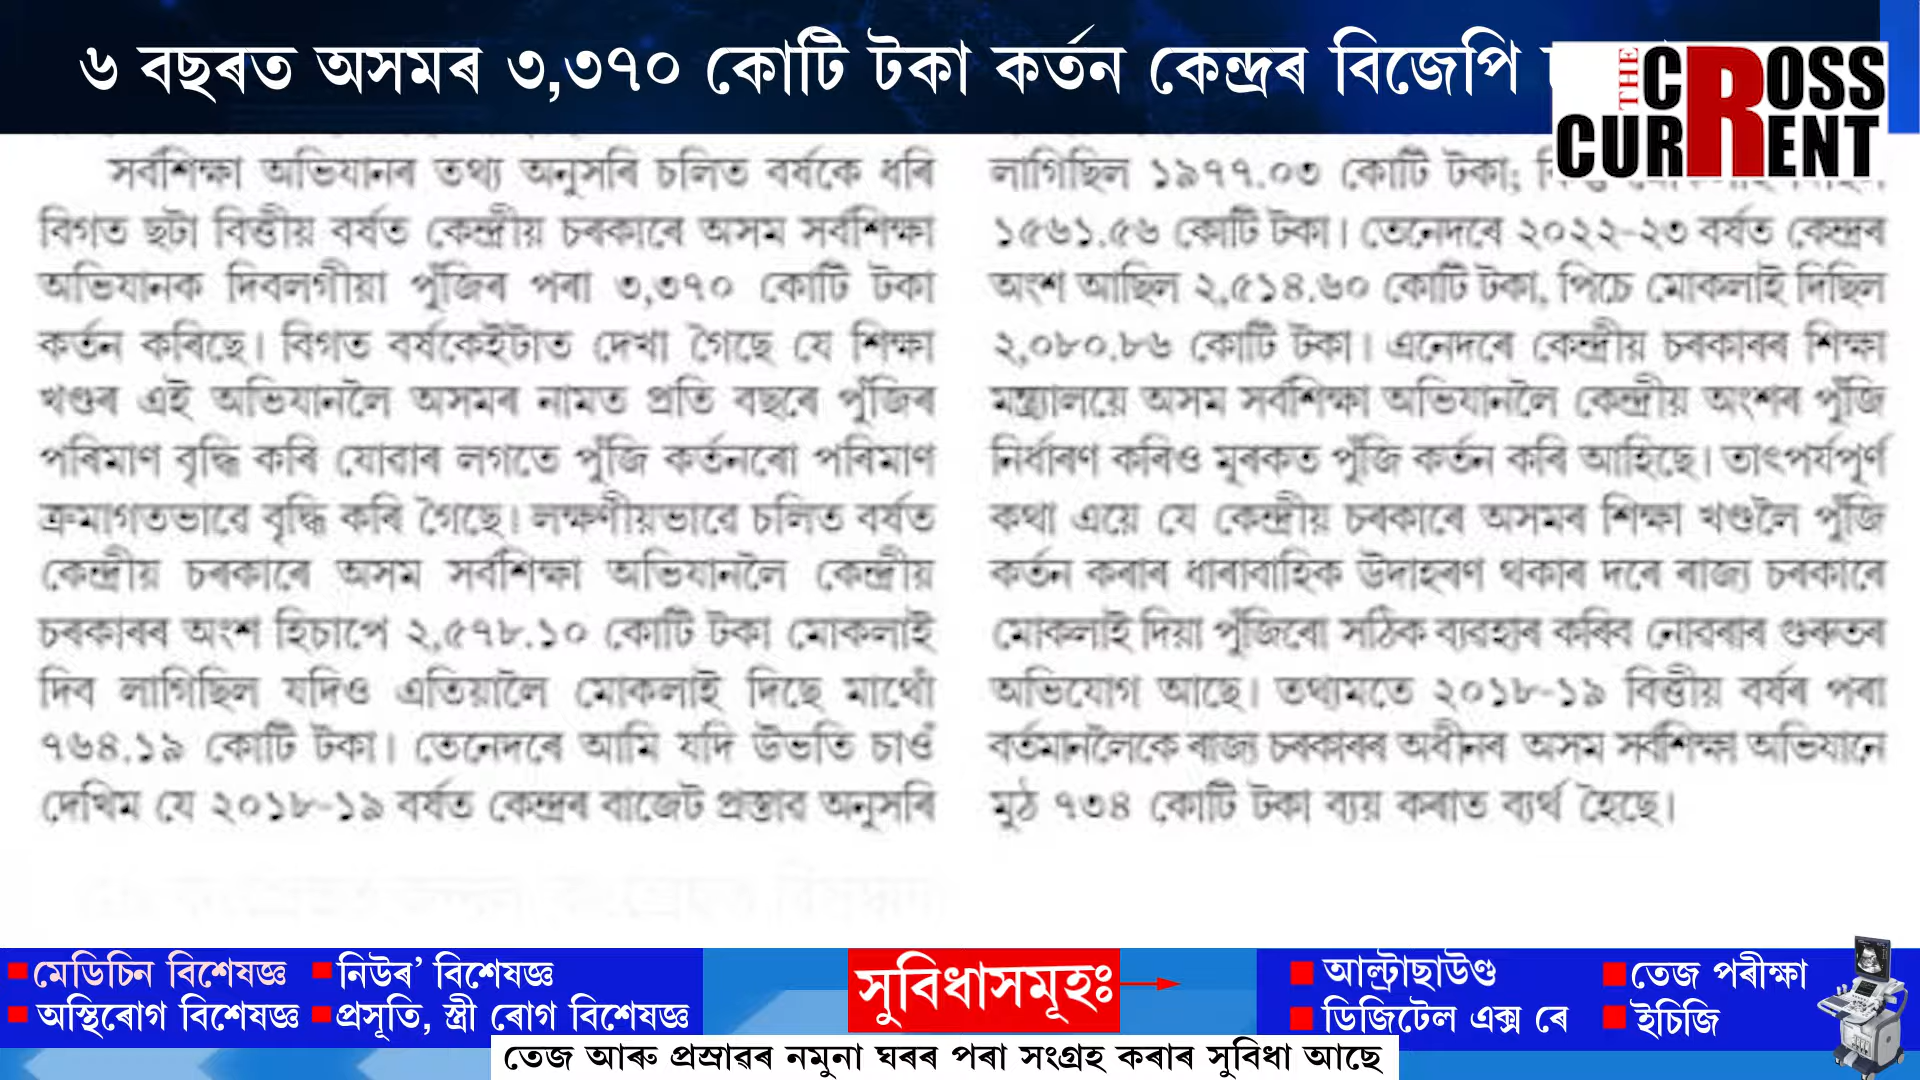 ৬ বছৰত অসমৰ ৩,৩৭০ কোটি টকা কৰ্তন কেন্দ্ৰৰ বিজেপি
THE CROSS CURRENT
সৰ্বশিক্ষা অভিযানৰ তথ্য অনুসৰি চলিত বৰ্ষকে ধৰি
বিগত ছটা বিত্তীয় বৰ্ষত কেন্দ্ৰীয় চৰকাৰে অসম সৰ্বশিক্ষা
অভিযানক দিবলগীয়া পুঁজিৰ পৰা ৩,৩৭০ কোটি টকা
কৰ্তন কৰিছে। বিগত বৰ্ষকেইটাত দেখা গৈছে যে শিক্ষা
খণ্ডৰ এই অভিযানলৈ অসমৰ নামত প্ৰতি বছৰে পুঁজিৰ
পৰিমাণ বৃদ্ধি কৰি যোৱাৰ লগতে পুঁজি কৰ্তনৰো পৰিমাণ
ক্ৰমাগতভাৱে বৃদ্ধি কৰি গৈছে। লক্ষণীয়ভাৱে চলিত বৰ্ষত
কেন্দ্ৰীয় চৰকাৰে অসম সৰ্বশিক্ষা অভিযানলৈ কেন্দ্ৰীয়
চৰকাৰৰ অংশ হিচাপে ২,৫৭৮.১০ কোটি টকা মোকলাই
দিব লাগিছিল যদিও এতিয়ালৈ মোকলাই দিছে মাথোঁ
৭৬৪.১৯ কোটি টকা। তেনেদৰে আমি যদি উভতি চাওঁ
দেখিম যে ২০১৮-১৯ বৰ্ষত কেন্দ্ৰৰ বাজেট প্ৰস্তাৱ অনুসৰি
লাগিছিল ১৯৭৭.০৩ কোটি টকা;
১৫৬১.৫৬ কোটি টকা। তেনেদৰে ২০২২-২৩ বৰ্ষত কেন্দ্ৰৰ
অংশ আছিল ২,৫১৪.৬০ কোটি টকা, পিচে মোকলাই দিছিল
২,০৮০.৮৬ কোটি টকা। এনেদৰে কেন্দ্ৰীয় চৰকাৰৰ শিক্ষা
মন্ত্ৰ্যালয়ে অসম সৰ্বশিক্ষা অভিযানলৈ কেন্দ্ৰীয় অংশৰ পুঁজি
নিৰ্ধাৰণ কৰিও মূৰকত পুঁজি কৰ্তন কৰি আহিছে। তাৎপৰ্যপূৰ্ণ
কথা এয়ে যে কেন্দ্ৰীয় চৰকাৰে অসমৰ শিক্ষা খণ্ডলৈ পুঁজি
কৰ্তন কৰাৰ ধাৰাবাহিক উদাহৰণ থকাৰ দৰে ৰাজ্য চৰকাৰে
মোকলাই দিয়া পুঁজিৰো সঠিক ব্যৱহাৰ কৰিব নোৱৰাৰ গুৰুতৰ
অভিযোগ আছে। তথ্যমতে ২০১৮-১৯ বিত্তীয় বৰ্ষৰ পৰা
বৰ্তমানলৈকে ৰাজ্য চৰকাৰৰ অধীনৰ অসম সৰ্বশিক্ষা অভিযানে
মুঠ ৭৩৪ কোটি টকা ব্যয় কৰাত ব্যৰ্থ হৈছে।
মেডিচিন বিশেষজ্ঞ নিউৰ’ বিশেষজ্ঞ
অস্থিৰোগ বিশেষজ্ঞ প্ৰসূতি, স্ত্ৰী ৰোগ বিশেষজ্ঞ
সুবিধাসমূহঃ
আল্ট্ৰাছাউণ্ড তেজ পৰীক্ষা
ডিজিটেল এক্স ৰে ইচিজি
তেজ আৰু প্ৰস্ৰাৱৰ নমুনা ঘৰৰ পৰা সংগ্ৰহ কৰাৰ সুবিধা আছে